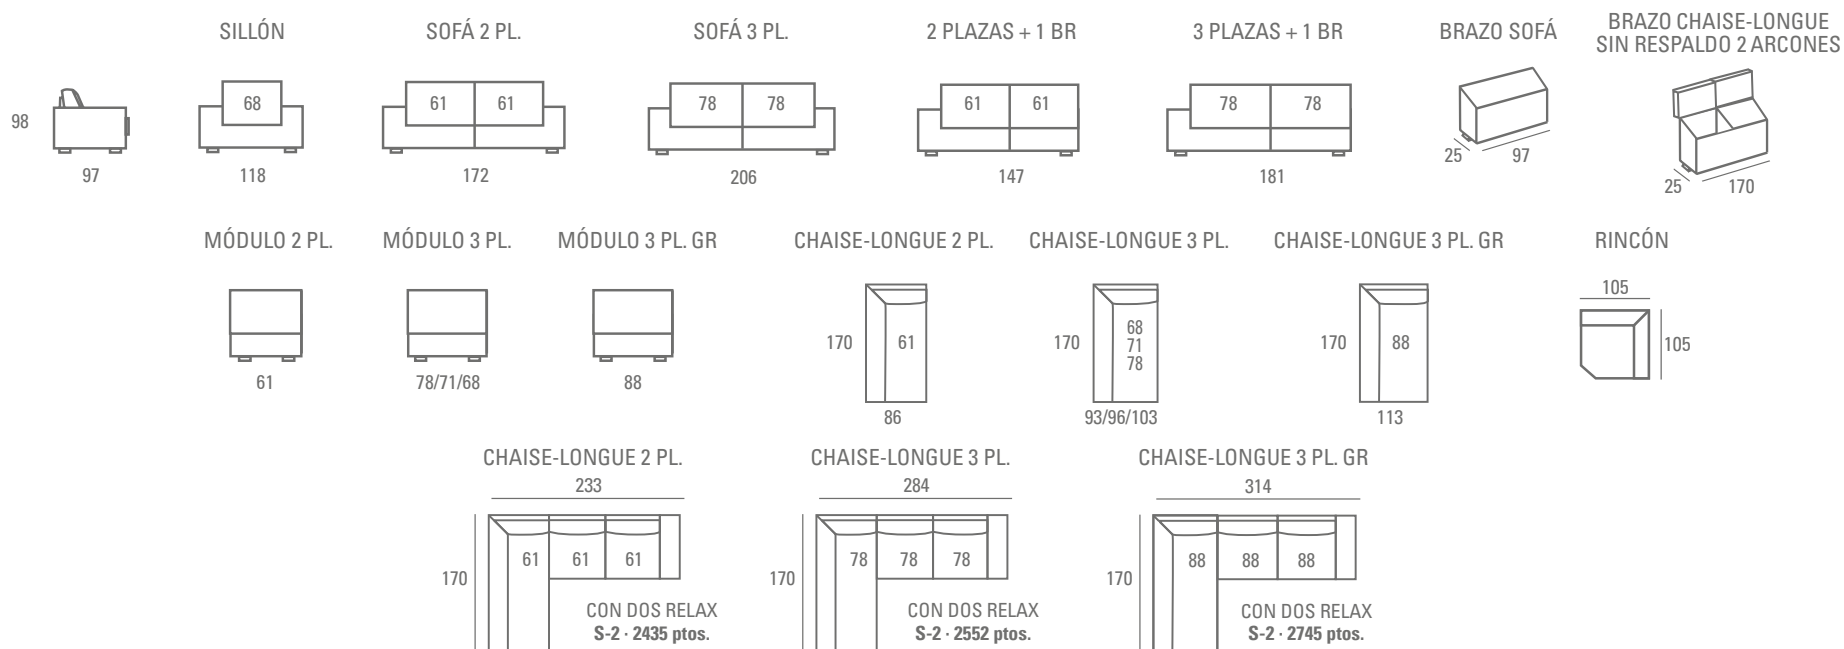 SILLÓN
SOFÁ 2 PL.
SOFÁ 3 PL.
2 PLAZAS + 1 BR
3 PLAZAS + 1 BR
BRAZO SOFÁ
BRAZO CHAISE-LONGUE
SIN RESPALDO 2 ARCONES
98
97
68
118
61 61
172
78 78
206
61 61
147
78 78
181
25 97
25 170
MÓDULO 2 PL.
MÓDULO 3 PL.
MÓDULO 3 PL. GR
CHAISE-LONGUE 2 PL.
CHAISE-LONGUE 3 PL.
CHAISE-LONGUE 3 PL. GR
RINCÓN
61
78/71/68
88
170 61
86
170
68
71
78
93/96/103
170 88
113
105
105
CHAISE-LONGUE 2 PL.
233
170
61 61 61
CON DOS RELAX
S-2 · 2435 ptos.
CHAISE-LONGUE 3 PL.
284
170
78 78 78
CON DOS RELAX
S-2 · 2552 ptos.
CHAISE-LONGUE 3 PL. GR
314
170
88 88 88
CON DOS RELAX
S-2 · 2745 ptos.